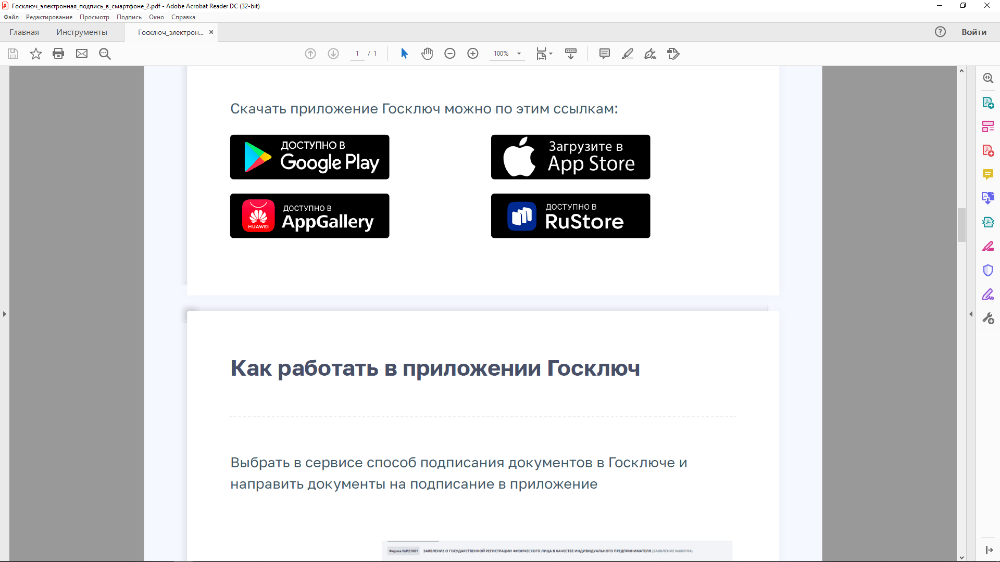 Госключ_электронная_подпись_в_смартфоне_2.pdf - Adobe Acrobat Reader DC (32-bit)
Файл Редактирование Просмотр Подпись Окно Справка
Главная Инструменты Госключ_электрон... × ? Войти
1 / 1 100%
Скачать приложение Госключ можно по этим ссылкам:
ДОСТУПНО В
Google Play
Загрузите в
App Store
HUAWEI
ДОСТУПНО В
AppGallery
ДОСТУПНО В
RuStore
Как работать в приложении Госключ
Выбрать в сервисе способ подписания документов в Госключе и
направить документы на подписание в приложение
Форма №Р21001 ЗАЯВЛЕНИЕ О ГОСУДАРСТВЕННОЙ РЕГИСТРАЦИИ ФИЗИЧЕСКОГО ЛИЦА В КАЧЕСТВЕ ИНДИВИДУАЛЬНОГО ПРЕДПРИНИМАТЕЛЯ (ЗАЯВЛЕНИЕ №680704)